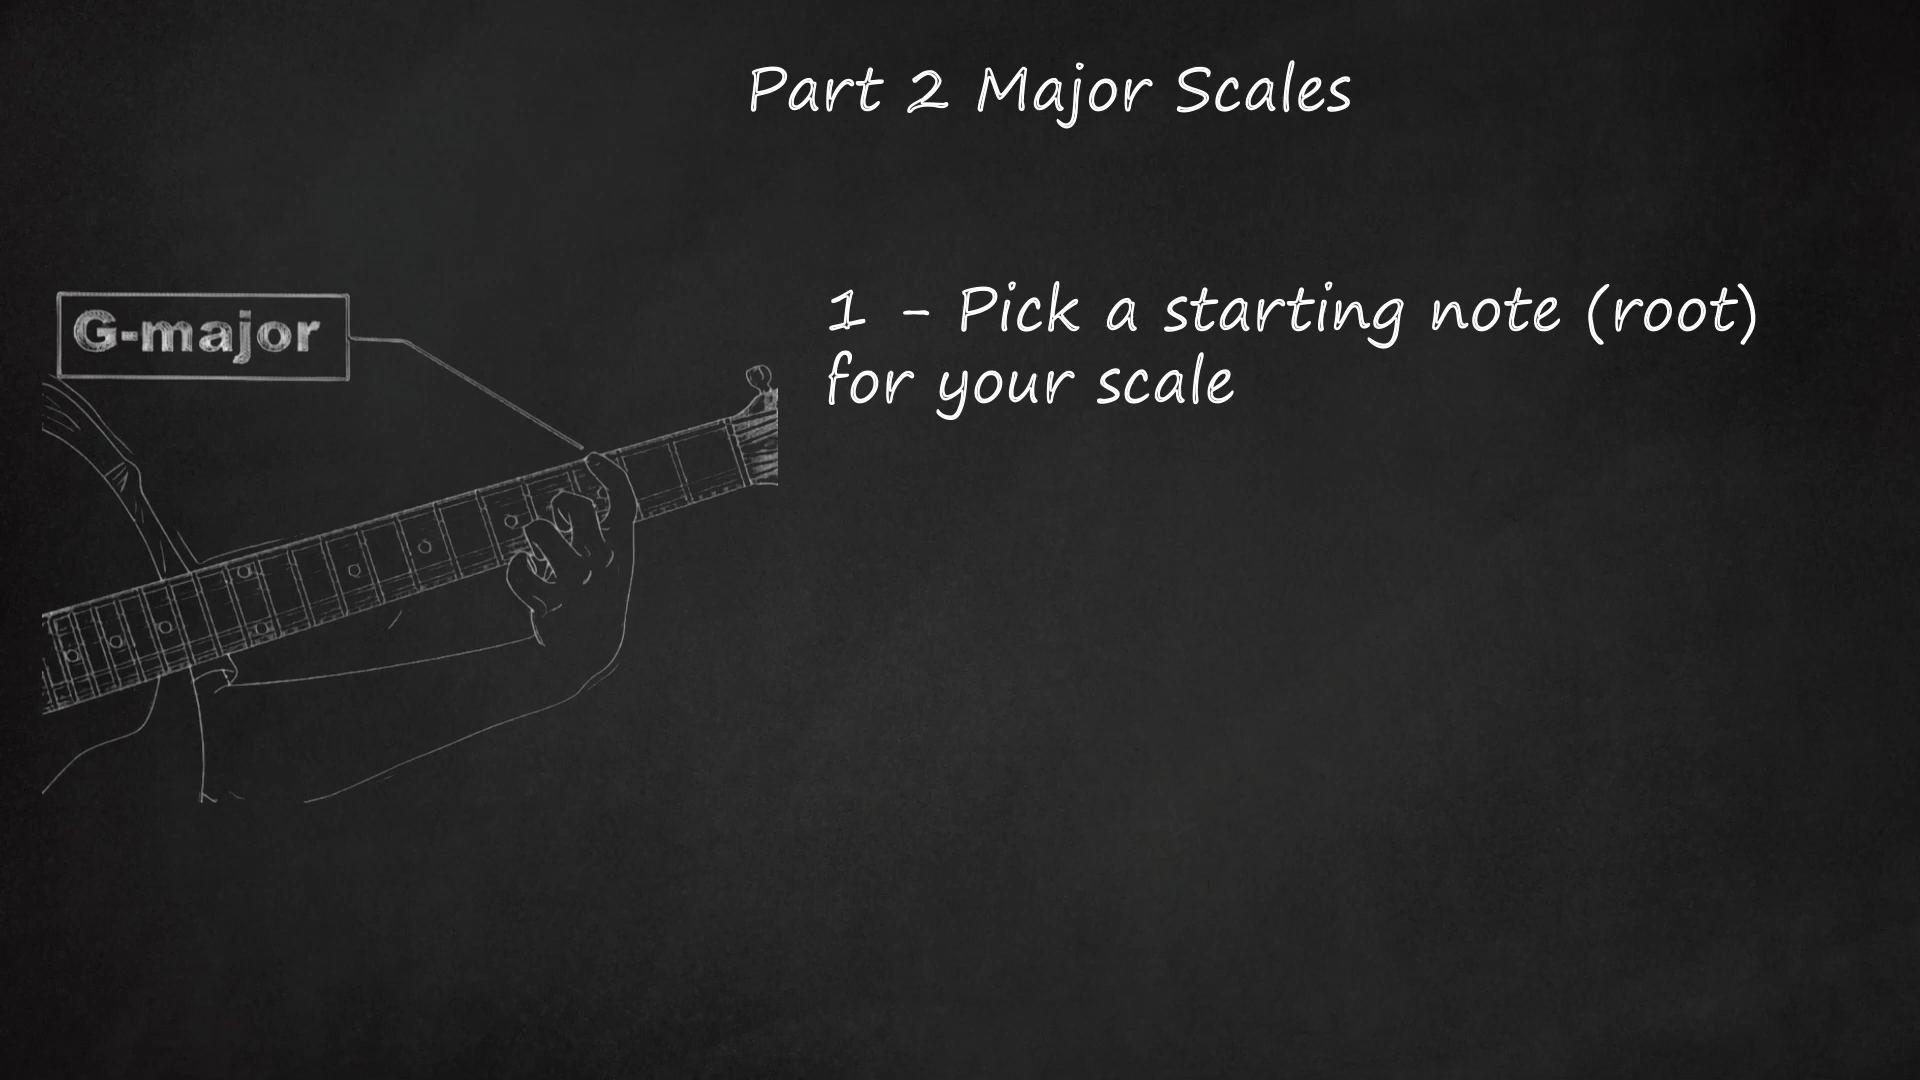 Part 2 Major Scales
G-major
1 - Pick a starting note (root)
for your scale